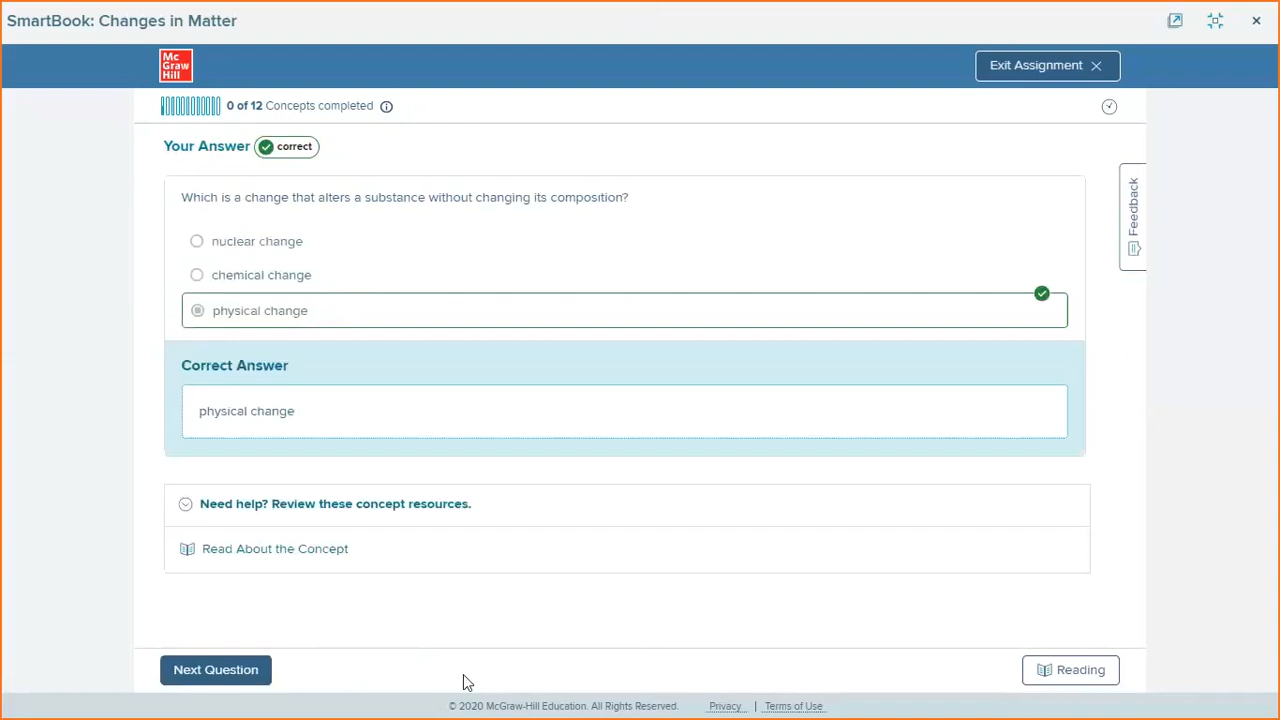 SmartBook: Changes in Matter
Mc
Graw
Hill
Exit Assignment
0 of 12 Concepts completed
Your Answer
correct
Which is a change that alters a substance without changing its composition?
nuclear change
chemical change
physical change
Correct Answer
physical change
Need help? Review these concept resources.
Read About the Concept
Feedback
Next Question
Reading
© 2020 McGraw-Hill Education. All Rights Reserved. Privacy | Terms of Use